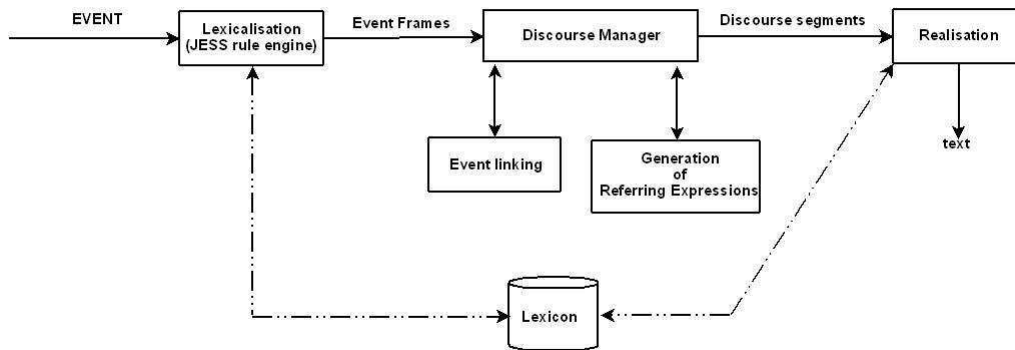 EVENT
Lexicalisation
(JESS rule engine)
Event Frames
Discourse Manager
Discourse segments
Realisation
Event linking
Generation
of
Referring Expressions
text
Lexicon